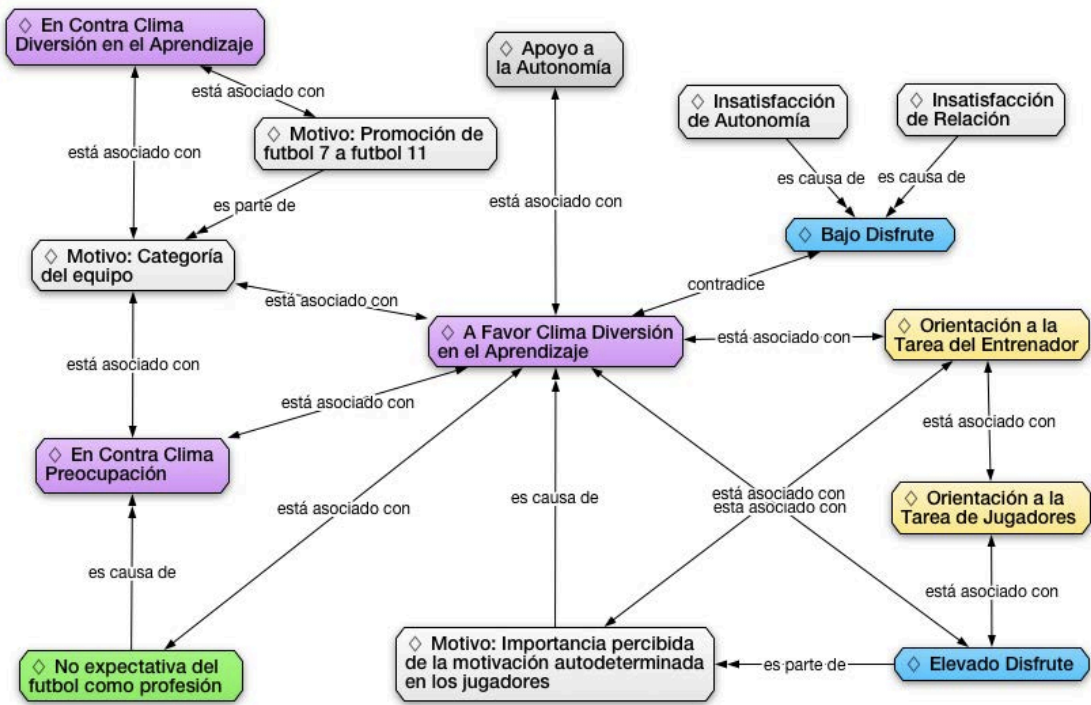 ◇ En Contra Clima
Diversión en el Aprendizaje
◇ Apoyo a
la Autonomía
está asociado con
◇ Insatisfacción
de Autonomía
◇ Insatisfacción
de Relación
◇ Motivo: Promoción de
futbol 7 a futbol 11
está asociado con
es causa de
es causa de
es parte de
está asociado con
◇ Bajo Disfrute
◇ Motivo: Categoría
del equipo
contradice
está asociado con
◇ A Favor Clima Diversión
en el Aprendizaje
está asociado con
◇ Orientación a la
Tarea del Entrenador
está asociado con
está asociado con
está asociado con
◇ En Contra Clima
Preocupación
está asociado con
está asociado con
es causa de
está asociado con
◇ Orientación a la
Tarea de Jugadores
es causa de
está asociado con
◇ No expectativa del
futbol como profesión
◇ Motivo: Importancia percibida
de la motivación autodeterminada
en los jugadores
es parte de
◇ Elevado Disfrute